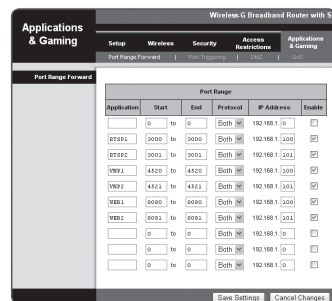 Wireless-G Broadband Router with S
Applications
& Gaming
Setup Wireless Security Access Restrictions Applications & Gaming
Port Range Forward | Port Triggering | DMZ | QoS
Port Range Forward
Port Range
Application Start End Protocol IP Address Enable
0 to 0 Both 192.168.1. 0
RTSP1 3000 to 3000 Both 192.168.1. 100
RTSP2 3001 to 3001 Both 192.168.1. 101
VNP1 4520 to 4520 Both 192.168.1. 100
VNP2 4521 to 4521 Both 192.168.1. 101
WEB1 8080 to 8080 Both 192.168.1. 100
WEB2 8081 to 8081 Both 192.168.1. 101
0 to 0 Both 192.168.1. 0
0 to 0 Both 192.168.1. 0
0 to 0 Both 192.168.1. 0
Save Settings Cancel Changes